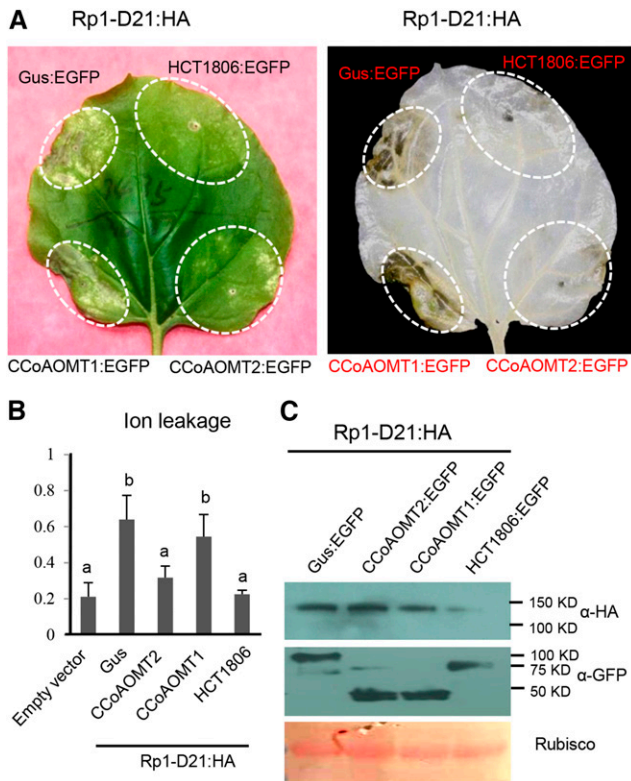 A
Rp1-D21:HA
Rp1-D21:HA
Gus:EGFP
HCT1806:EGFP
CCoAOMT1:EGFP
CCoAOMT2:EGFP
Gus:EGFP
HCT1806:EGFP
CCoAOMT1:EGFP
CCoAOMT2:EGFP
B
Ion leakage
1
0.8
0.6
0.4
0.2
0
a
b
a
b
a
Empty vector
Gus
CCoAOMT2
CCoAOMT1
HCT1806
Rp1-D21:HA
C
Rp1-D21:HA
Gus:EGFP
CCoAOMT2:EGFP
CCoAOMT1:EGFP
HCT1806:EGFP
150 KD
α-HA
100 KD
100 KD
75 KD
α-GFP
50 KD
Rubisco